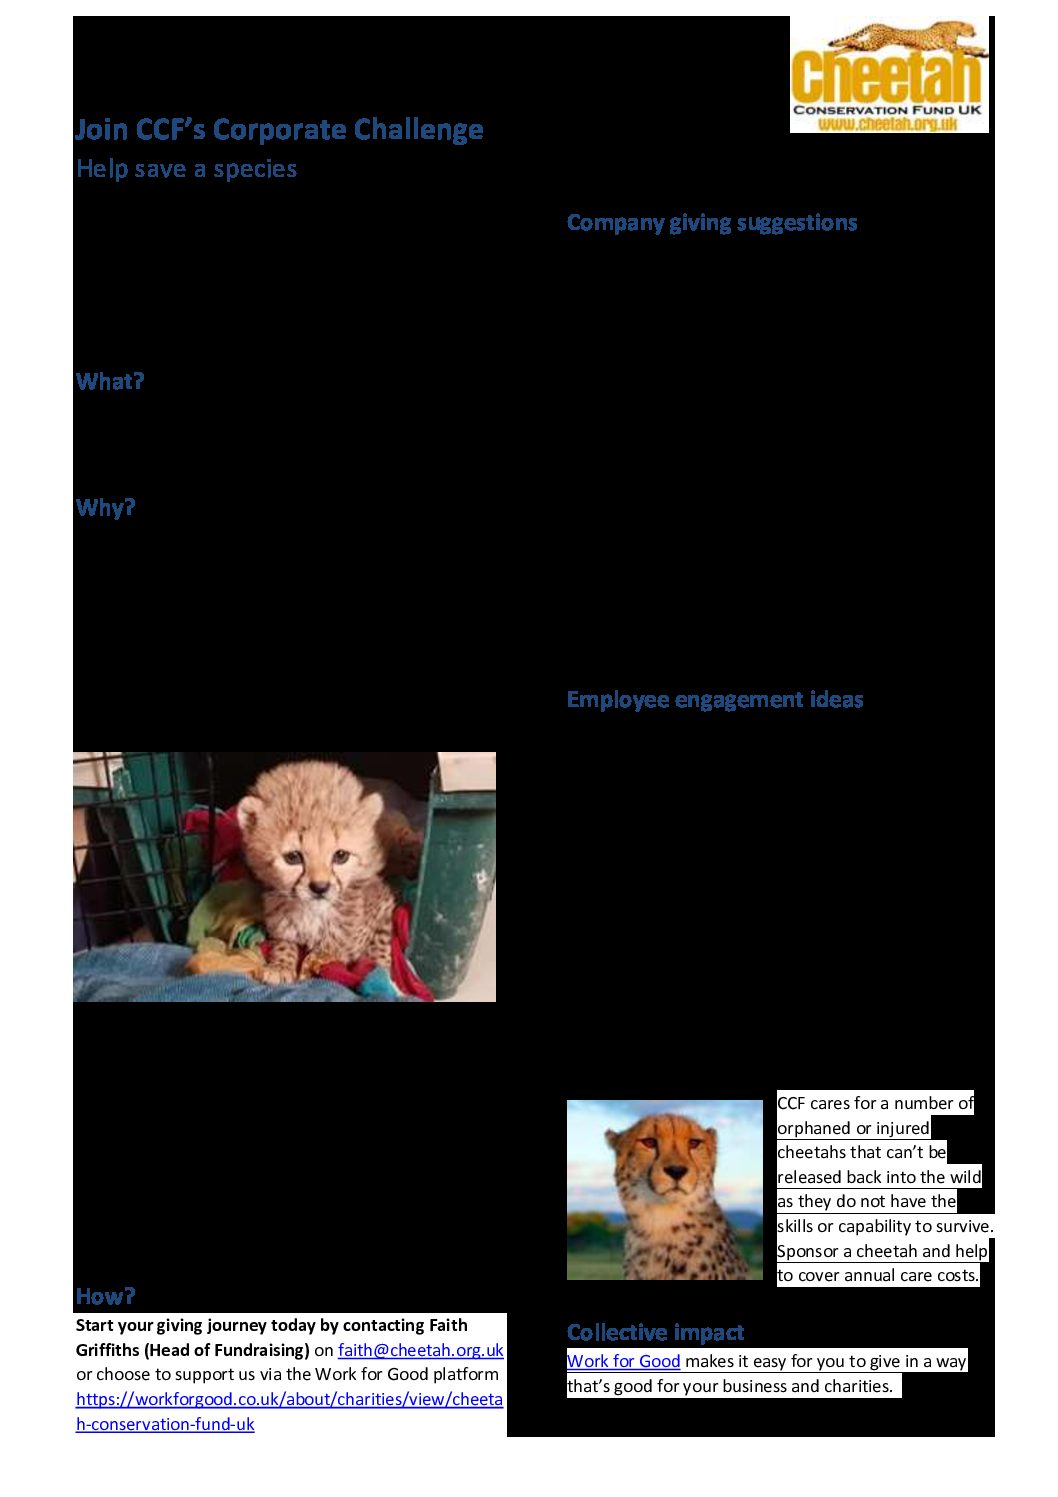 Cheetah
CONSERVATION FUND UK
www.cheetah.org.uk
Join CCF's Corporate Challenge
Help save a species
What?
Why?
How?
Start your giving journey today by contacting Faith
Griffiths (Head of Fundraising) on faith@cheetah.org.uk
or choose to support us via the Work for Good platform
https://workforgood.co.uk/about/charities/view/cheeta
h-conservation-fund-uk
Company giving suggestions
Employee engagement ideas
CCF cares for a number of
orphaned or injured
cheetahs that can't be
released back into the wild
as they do not have the
skills or capability to survive.
Sponsor a cheetah and help
to cover annual care costs.
Collective impact
Work for Good makes it easy for you to give in a way
that's good for your business and charities.